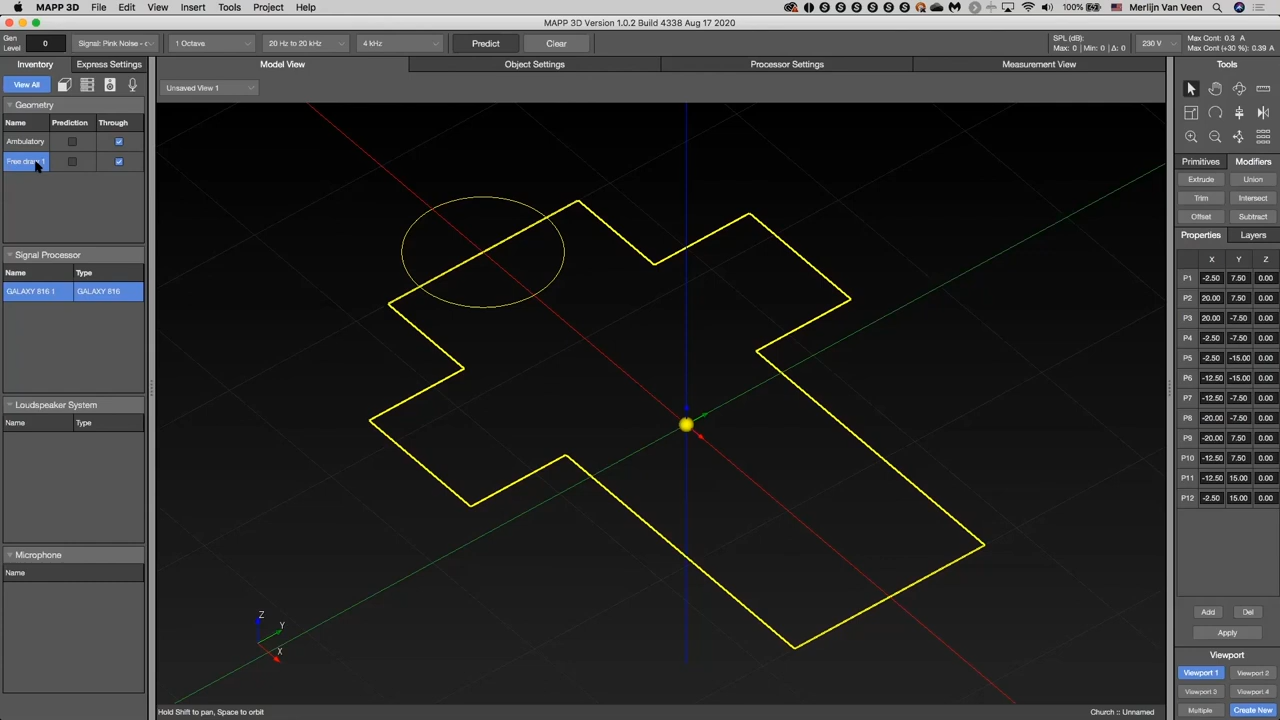 MAPP 3D File Edit View Insert Tools Project Help 100% Merlijn Van Veen
MAPP 3D Version 1.0.2 Build 4338 Aug 17 2020
Gen Level 0 Signal: Pink Noise - 1 Octave 20 Hz to 20 kHz 4 kHz Predict Clear SPL (dB): Max: 0 | Min: 0 | Δ: 0 230 V Max Cont: 0.3 A Max Cont (+30 %): 0.39 A
Inventory Express Settings Model View Object Settings Processor Settings Measurement View Tools
View All Unsaved View 1
Geometry
Name Prediction Through
Ambulatory
Free draw 1
Primitives Modifiers
Extrude Union
Trim Intersect
Offset Subtract
Properties Layers
X Y Z
P1 -2.50 7.50 0.00
P2 20.00 7.50 0.00
P3 20.00 -7.50 0.00
P4 -2.50 -7.50 0.00
P5 -2.50 -15.00 0.00
P6 -12.50 -15.00 0.00
P7 -12.50 -7.50 0.00
P8 -20.00 -7.50 0.00
P9 -20.00 7.50 0.00
P10 -12.50 7.50 0.00
P11 -12.50 15.00 0.00
P12 -2.50 15.00 0.00
Signal Processor
Name Type
GALAXY 816 1 GALAXY 816
Loudspeaker System
Name Type
Microphone
Name
Z
Y
X
Add Del
Apply
Viewport
Viewport 1 Viewport 2
Viewport 3 Viewport 4
Multiple Create New
Hold Shift to pan, Space to orbit Church :: Unnamed